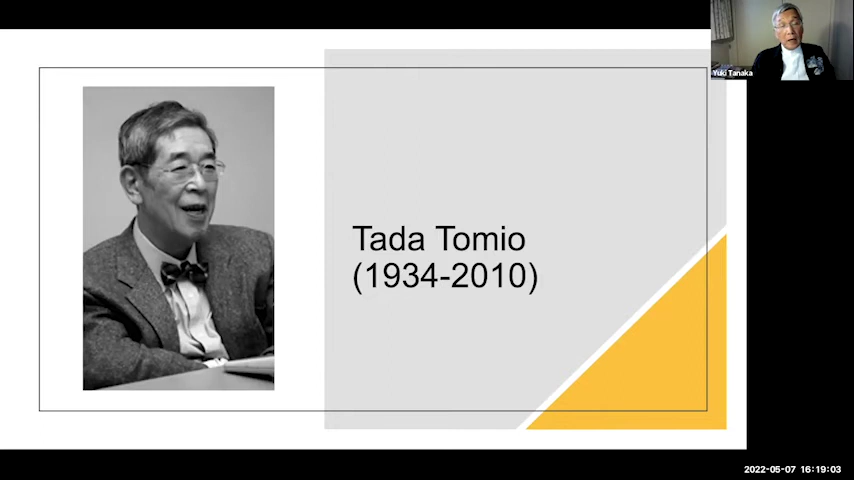 Yuki Tanaka
Tada Tomio
(1934-2010)
2022-05-07 16:19:03